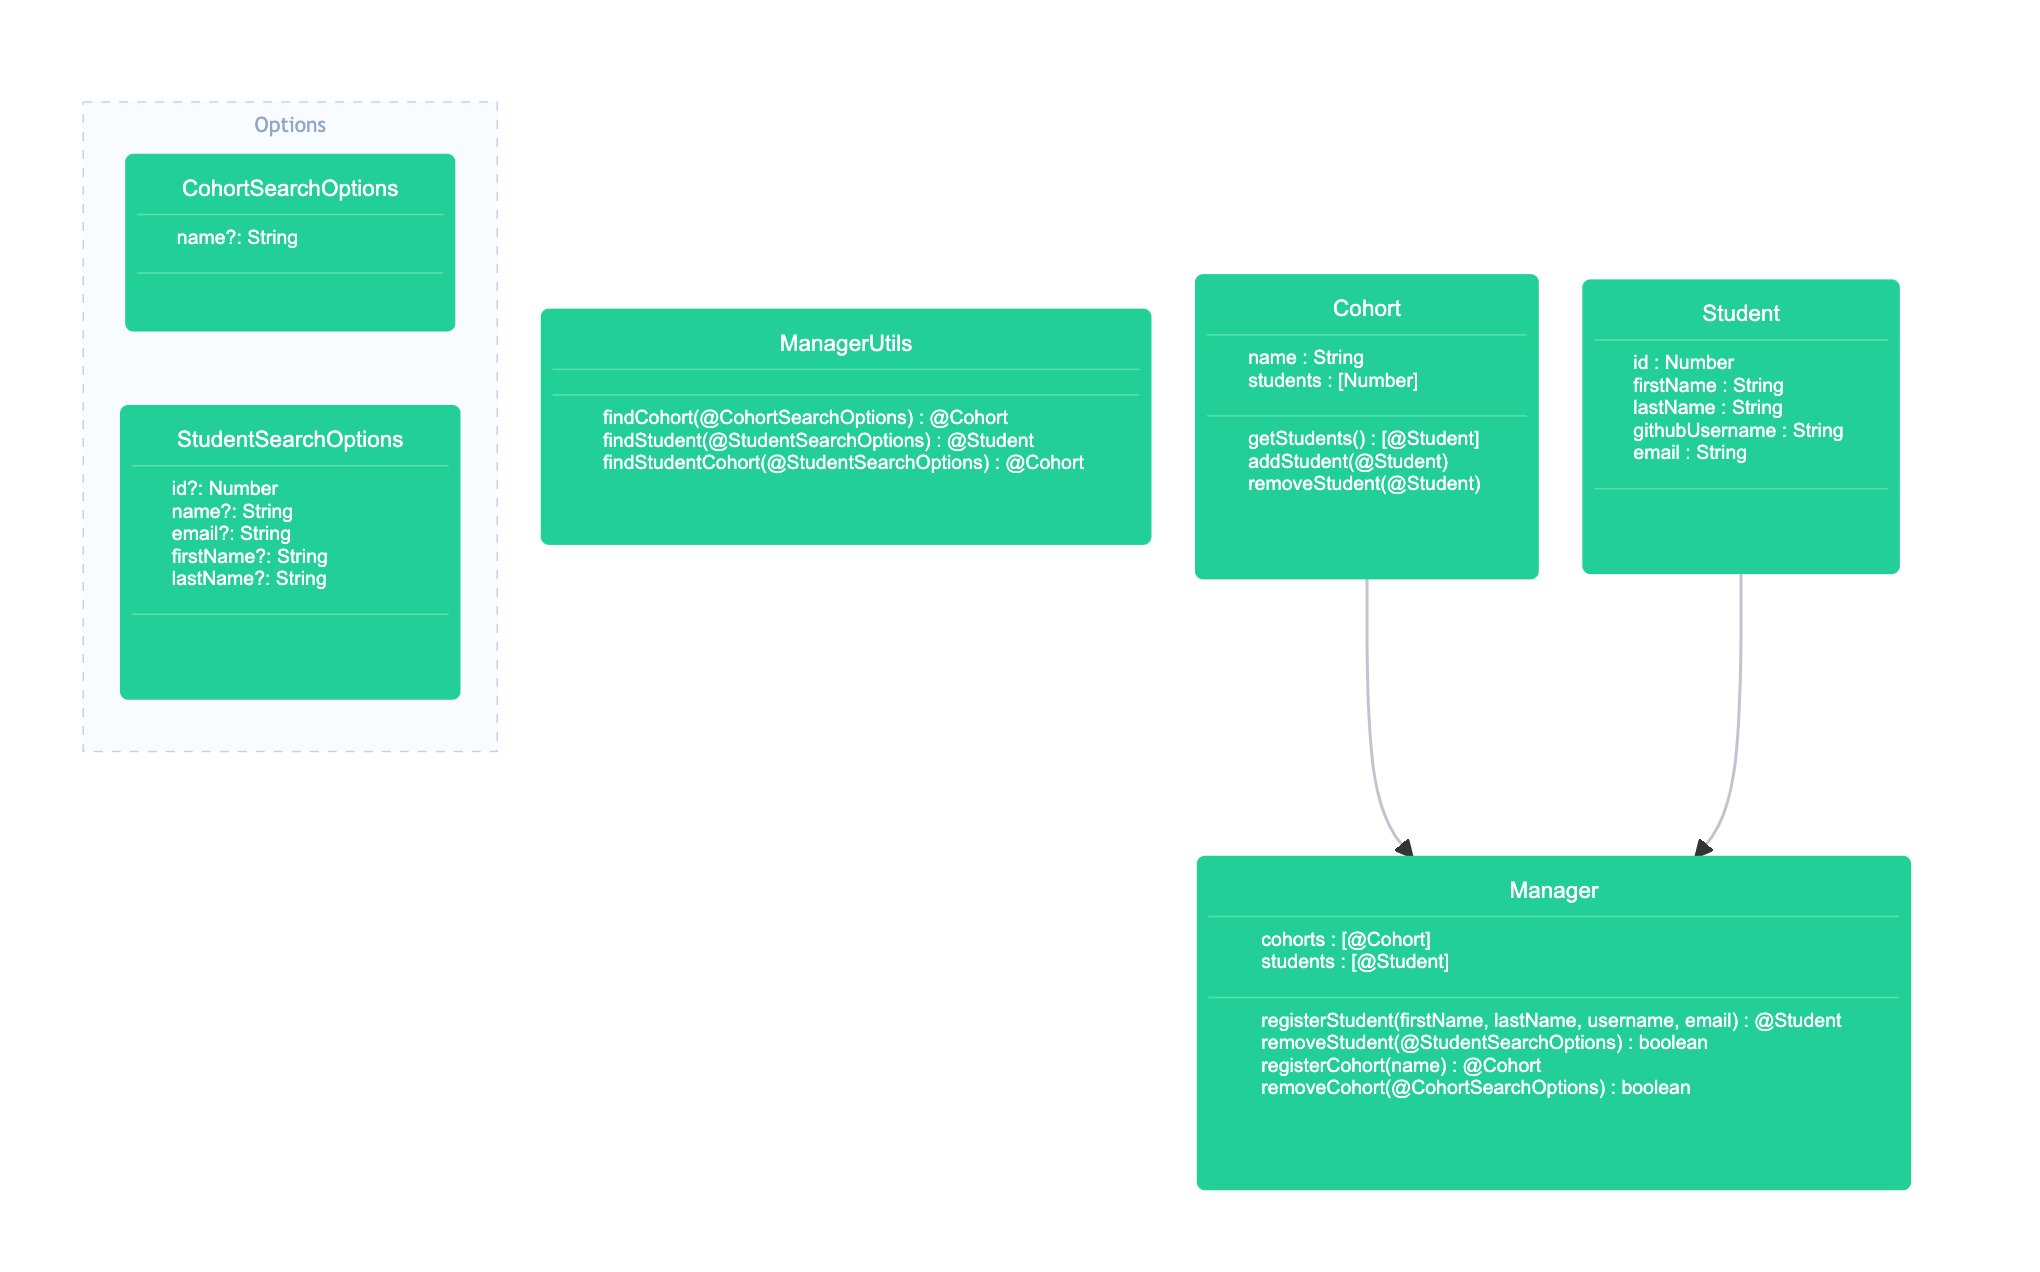 Options
CohortSearchOptions
name?: String
StudentSearchOptions
id?: Number
name?: String
email?: String
firstName?: String
lastName?: String
ManagerUtils
findCohort(@CohortSearchOptions) : @Cohort
findStudent(@StudentSearchOptions) : @Student
findStudentCohort(@StudentSearchOptions) : @Cohort
Cohort
name : String
students : [Number]
getStudents() : [@Student]
addStudent(@Student)
removeStudent(@Student)
Student
id : Number
firstName : String
lastName : String
githubUsername : String
email : String
Manager
cohorts : [@Cohort]
students : [@Student]
registerStudent(firstName, lastName, username, email) : @Student
removeStudent(@StudentSearchOptions) : boolean
registerCohort(name) : @Cohort
removeCohort(@CohortSearchOptions) : boolean